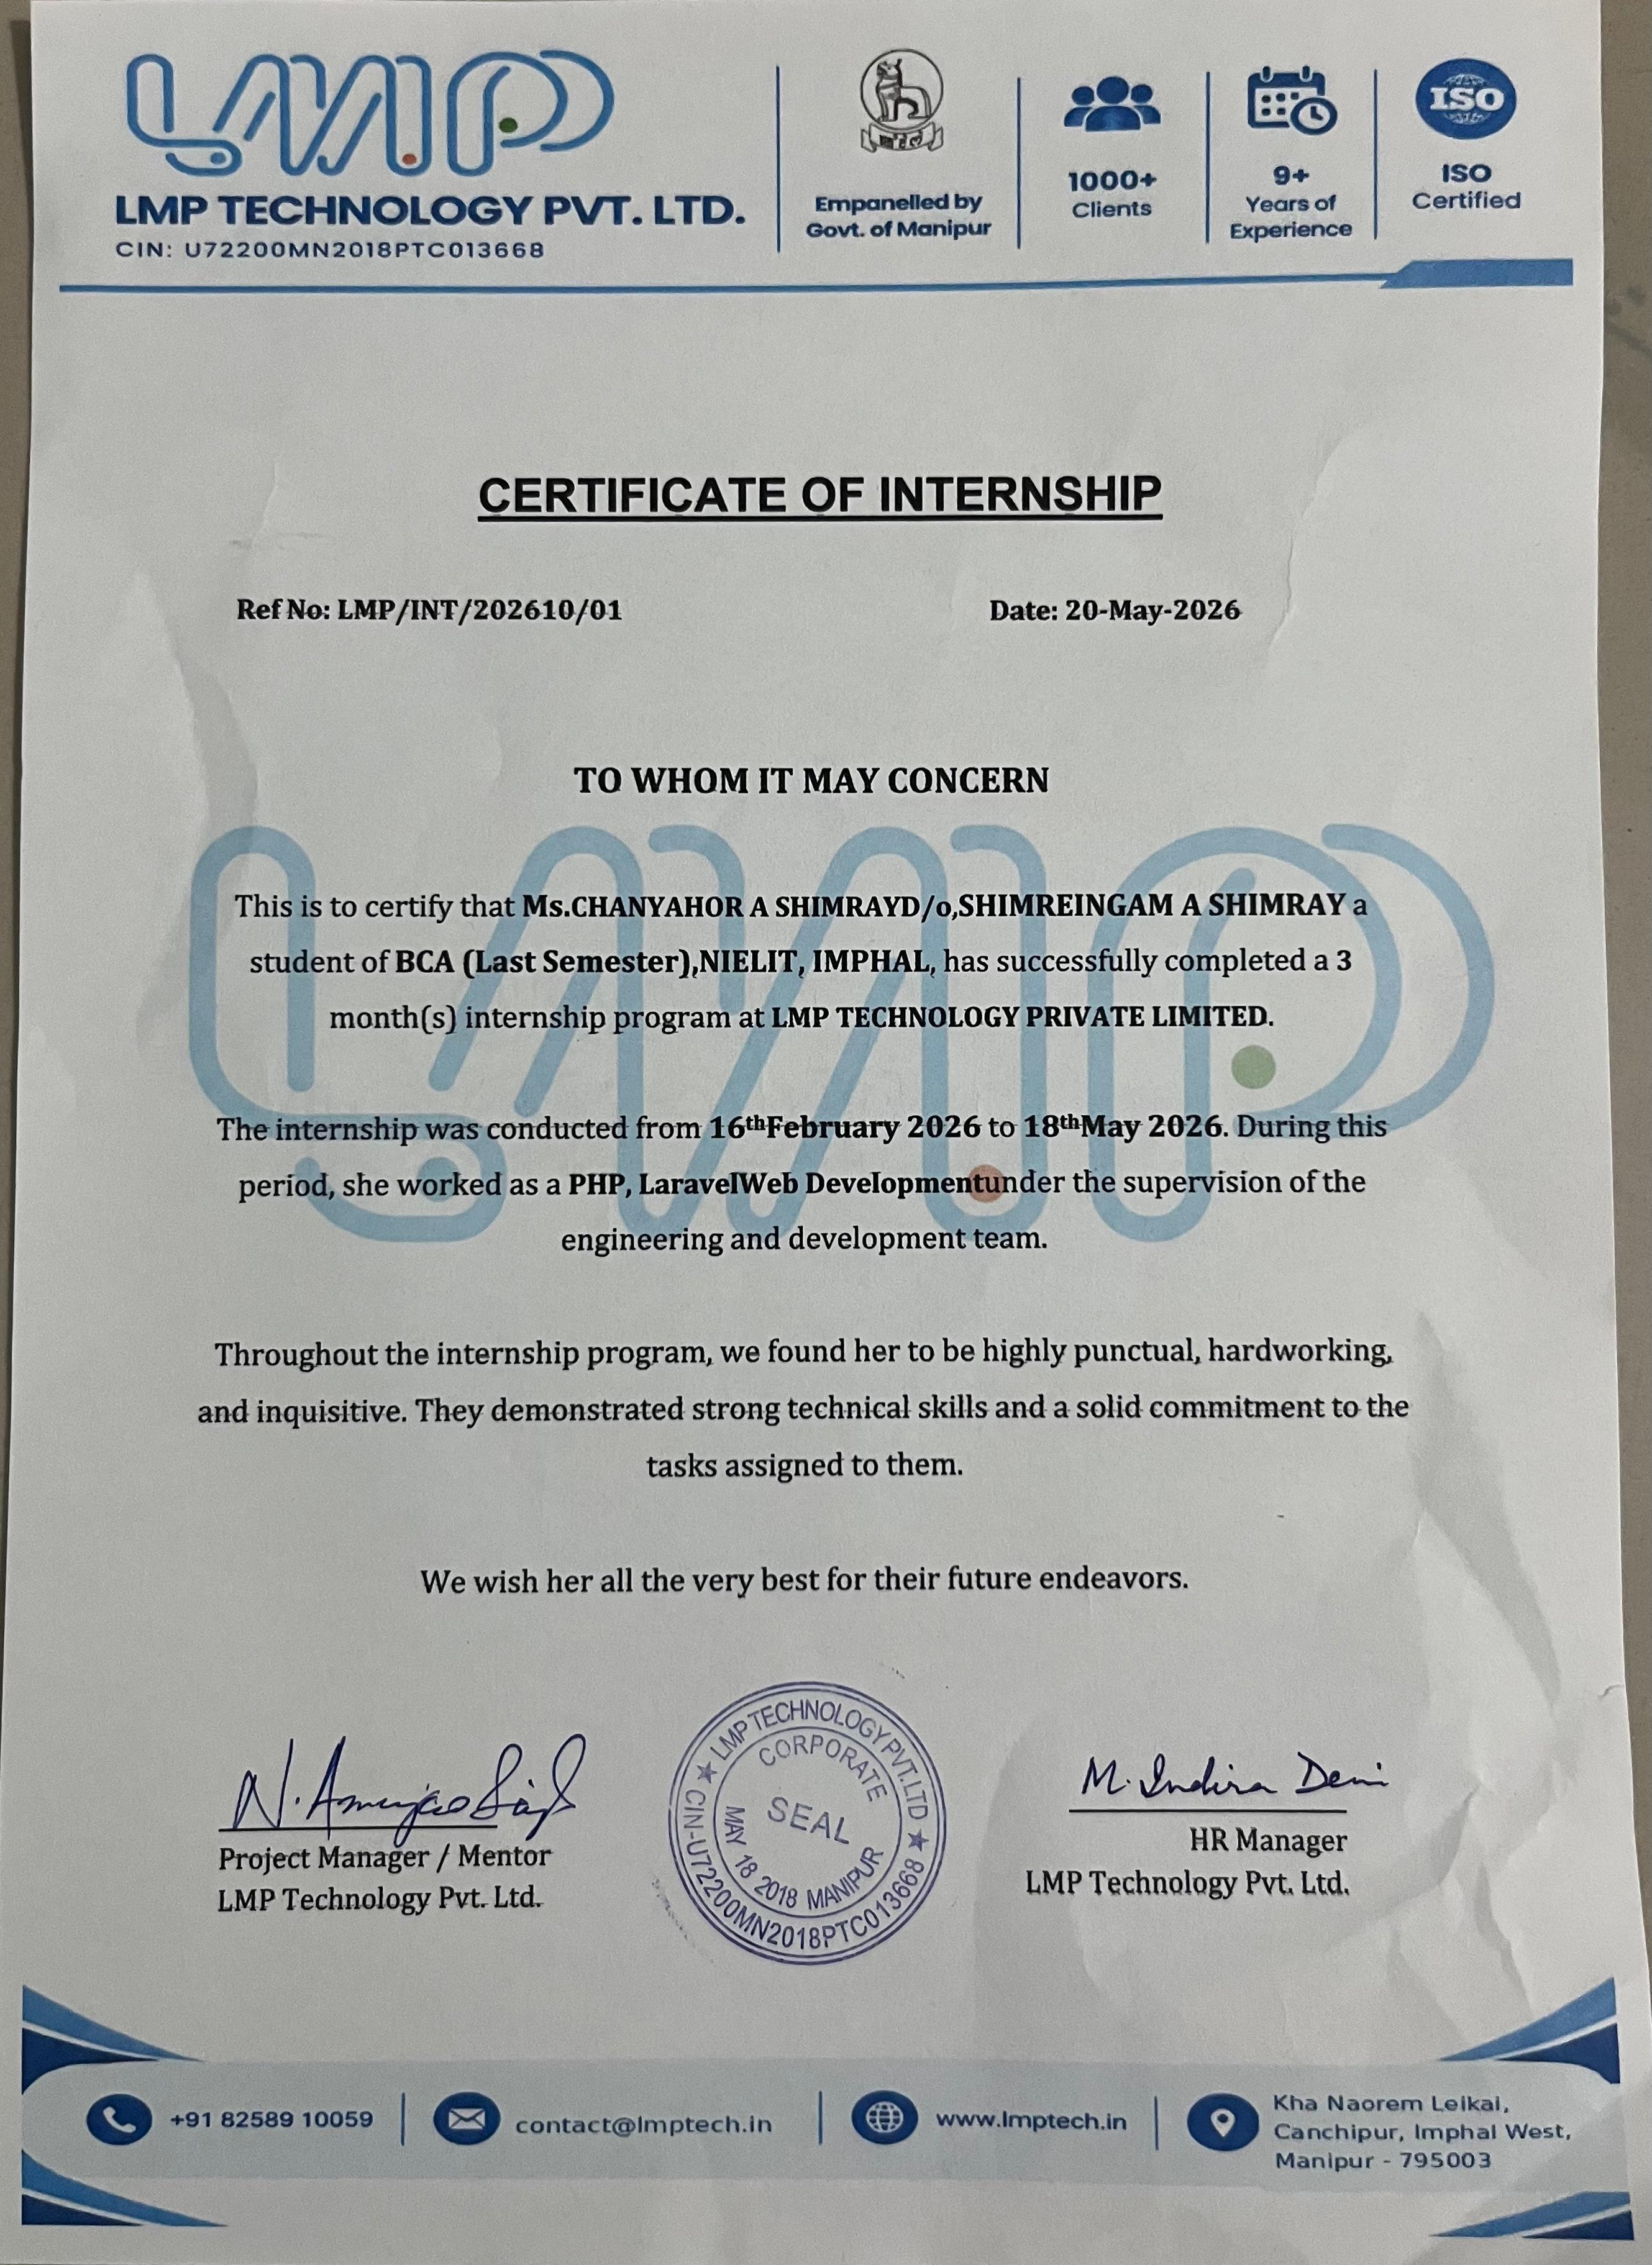 LMP
LMP TECHNOLOGY PVT. LTD.
CIN: U72200MN2018PTC013668
Empanelled by
Govt. of Manipur
1000+
Clients
9+
Years of
Experience
ISO
ISO
Certified
CERTIFICATE OF INTERNSHIP
Ref No: LMP/INT/202610/01 Date: 20-May-2026
TO WHOM IT MAY CONCERN
This is to certify that Ms.CHANYAHOR A SHIMRAYD/o,SHIMREINGAM A SHIMRAY a
student of BCA (Last Semester),NIELIT, IMPHAL, has successfully completed a 3
month(s) internship program at LMP TECHNOLOGY PRIVATE LIMITED.
The internship was conducted from 16thFebruary 2026 to 18thMay 2026. During this
period, she worked as a PHP, LaravelWeb Developmentunder the supervision of the
engineering and development team.
Throughout the internship program, we found her to be highly punctual, hardworking,
and inquisitive. They demonstrated strong technical skills and a solid commitment to the
tasks assigned to them.
We wish her all the very best for their future endeavors.
N. Singh
Project Manager / Mentor
LMP Technology Pvt. Ltd.
★ LMP TECHNOLOGY PVT. LTD ★
CIN-U72200MN2018PTC013668
CORPORATE
SEAL
MAY 18 2018 MANIPUR
M. Indira Devi
HR Manager
LMP Technology Pvt. Ltd.
+91 82589 10059
contact@lmptech.in
www.lmptech.in
Kha Naorem Leikai,
Canchipur, Imphal West,
Manipur - 795003